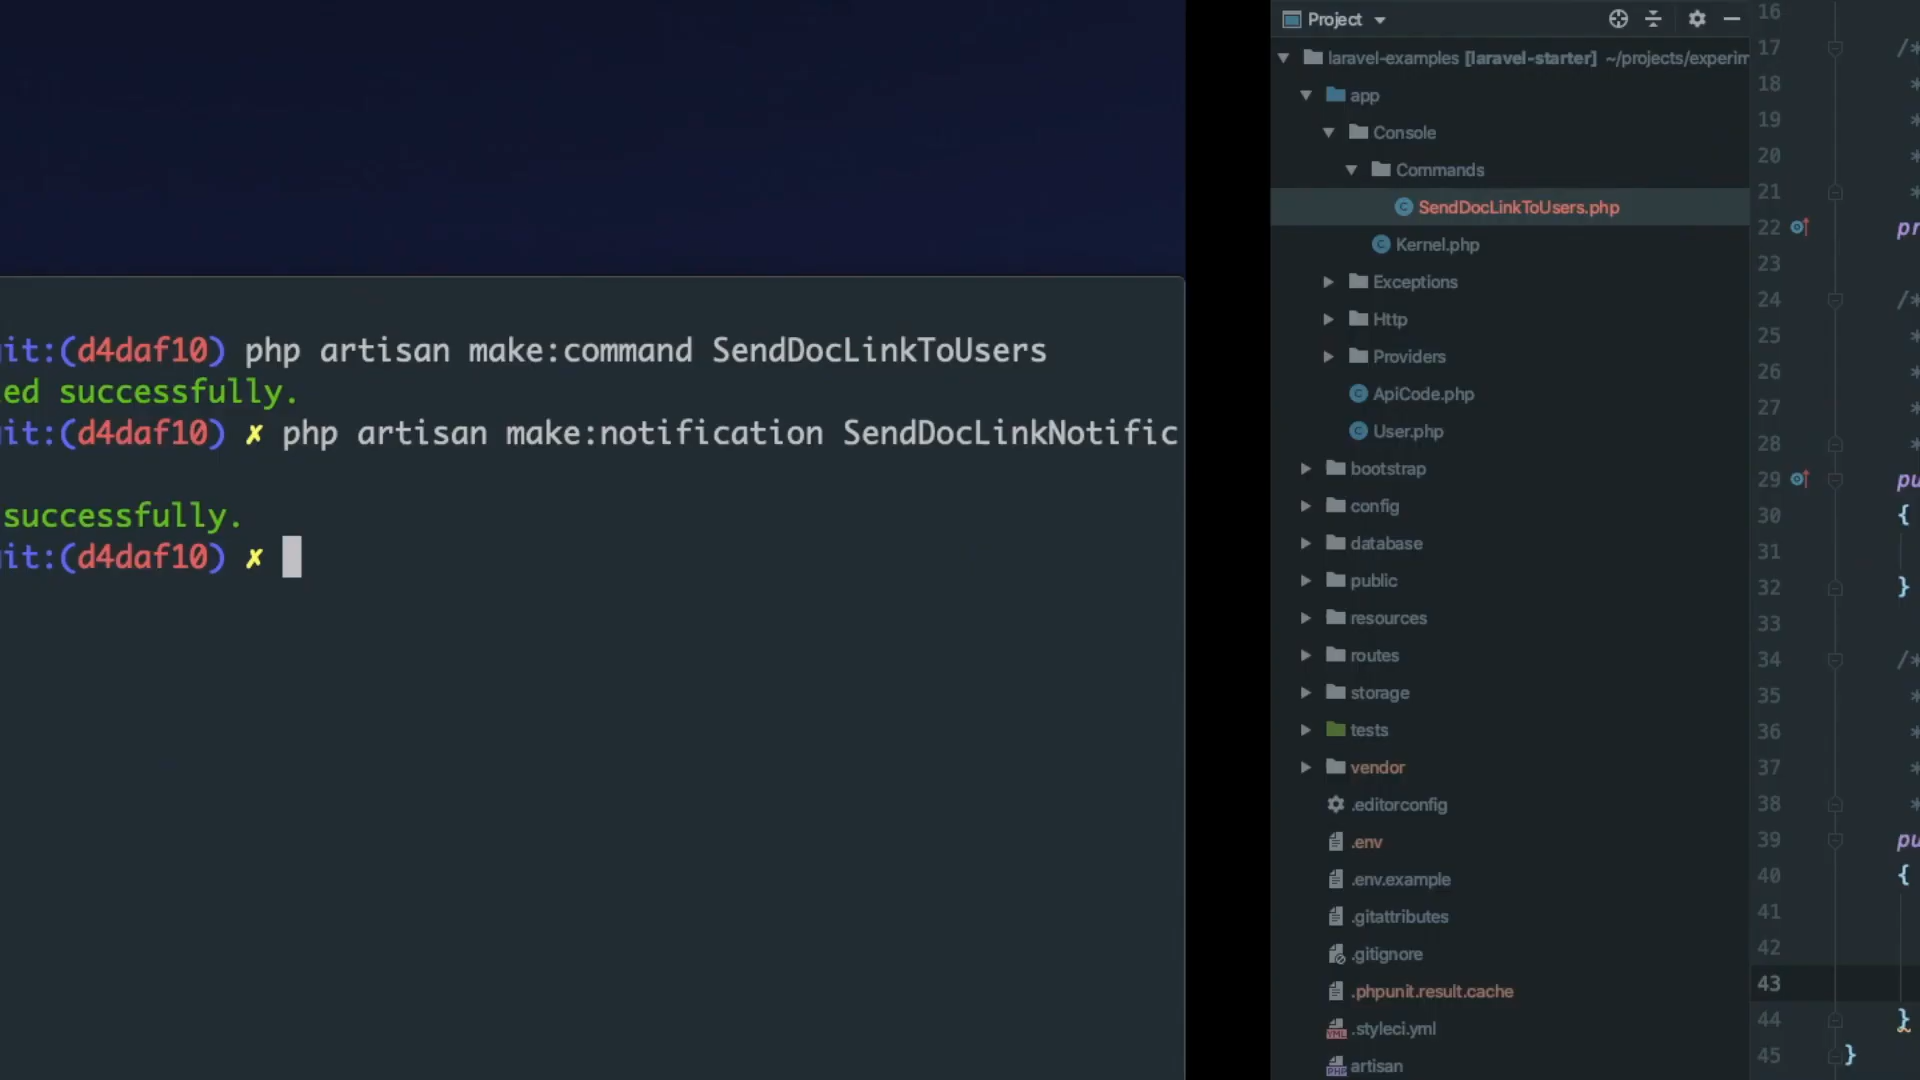 it:(d4daf10) php artisan make:command SendDocLinkToUsers
ed successfully.
it:(d4daf10) ✗ php artisan make:notification SendDocLinkNotific
successfully.
it:(d4daf10) ✗
Project
laravel-examples [laravel-starter] ~/projects/experim
app
Console
Commands
SendDocLinkToUsers.php
Kernel.php
Exceptions
Http
Providers
ApiCode.php
User.php
bootstrap
config
database
public
resources
routes
storage
tests
vendor
.editorconfig
.env
.env.example
.gitattributes
.gitignore
.phpunit.result.cache
.styleci.yml
artisan
16
17 /*
18 *
19 *
20 *
21 *
22 pr
23
24 /*
25 *
26 *
27 *
28 *
29 pu
30 {
31
32 }
33
34 /*
35 *
36 *
37 *
38 *
39 pu
40 {
41
42
43
44 }
45 }